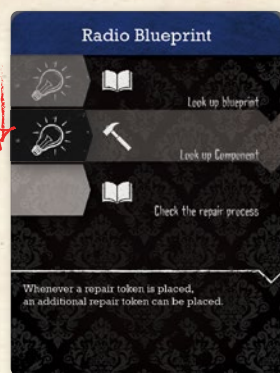 Radio Blueprint
Look up blueprint
Look up Component
Check the repair process
Whenever a repair token is placed,
an additional repair token can be placed.